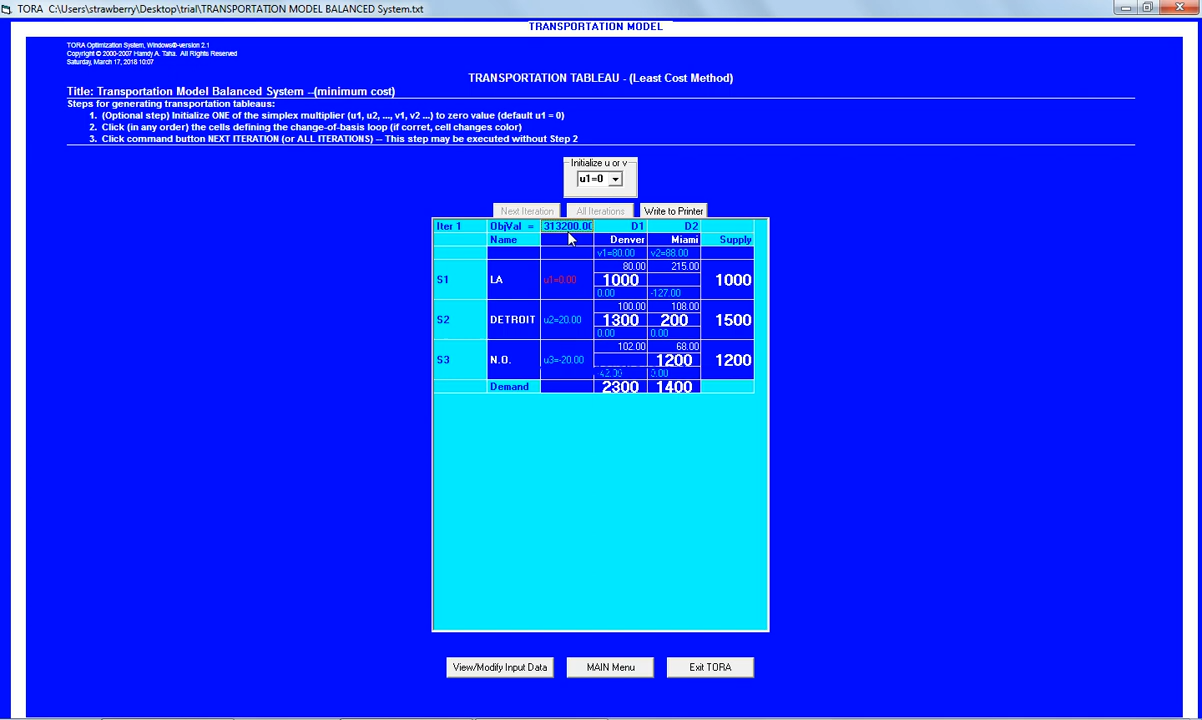 TORA C:\Users\strawberry\Desktop\trial\TRANSPORTATION MODEL BALANCED System.txt
TRANSPORTATION MODEL
TORA Optimization System, Windows®-version 2.1
Copyright © 2000-2007 Hamdy A. Taha. All Rights Reserved
Saturday, March 17, 2018 10:07
TRANSPORTATION TABLEAU - (Least Cost Method)
Title: Transportation Model Balanced System --(minimum cost)
Steps for generating transportation tableaus:
1. (Optional step) Initialize ONE of the simplex multiplier (u1, u2, ..., v1, v2 ...) to zero value (default u1 = 0)
2. Click (in any order) the cells defining the change-of-basis loop (if corret, cell changes color)
3. Click command button NEXT ITERATION (or ALL ITERATIONS) -- This step may be executed without Step 2
Initialize u or v
u1=0
Next Iteration All Iterations Write to Printer
Iter 1 ObjVal = 313200.00 D1 D2
Name Denver Miami Supply
v1=80.00 v2=88.00
80.00 215.00
S1 LA u1=0.00 1000 1000
0.00 -127.00
100.00 108.00
S2 DETROIT u2=20.00 1300 200 1500
0.00 0.00
102.00 68.00
S3 N.O. u3=-20.00 1200 1200
-42.00 0.00
Demand 2300 1400
View/Modify Input Data MAIN Menu Exit TORA